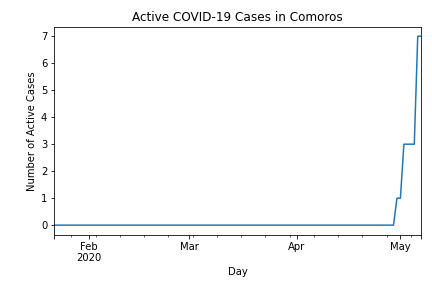 Active COVID-19 Cases in Comoros
Number of Active Cases
7
6
5
4
3
2
1
0
Feb Mar Apr May
2020
Day